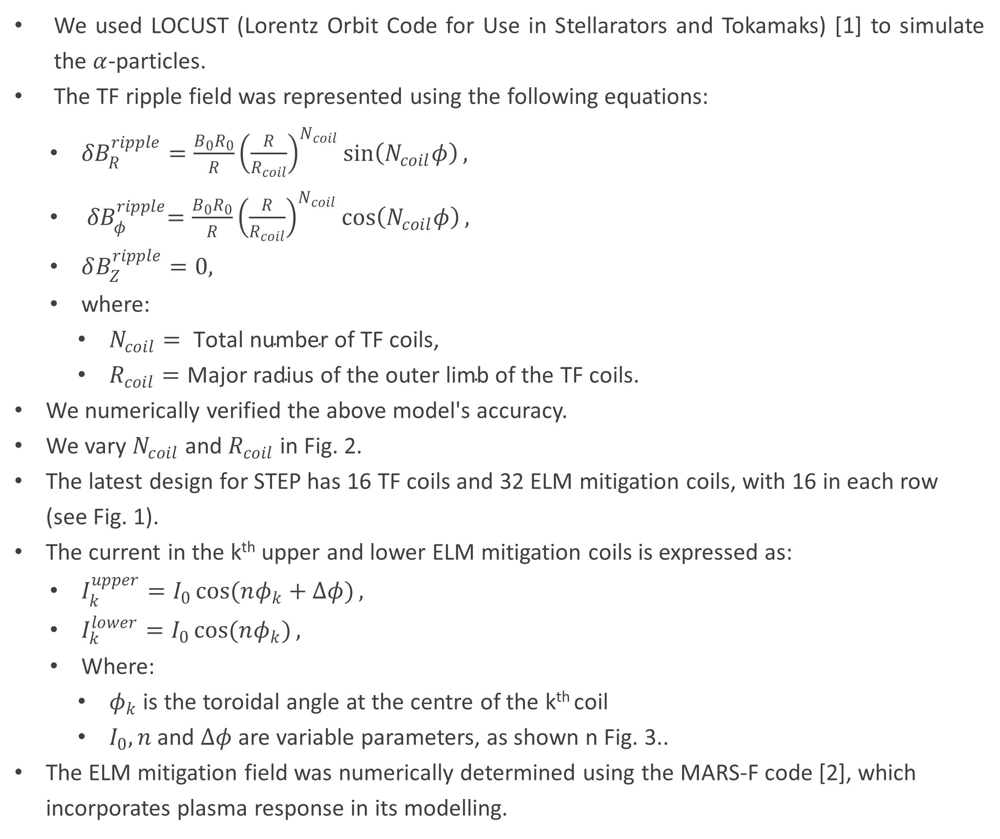 • We used LOCUST (Lorentz Orbit Code for Use in Stellarators and Tokamaks) [1] to simulate
the 𝛼-particles.
• The TF ripple field was represented using the following equations:
• $\delta B_R^{ripple} = \frac{B_0 R_0}{R} \left(\frac{R}{R_{coil}}\right)^{N_{coil}} \sin(N_{coil}\phi)$,
• $\delta B_\phi^{ripple} = \frac{B_0 R_0}{R} \left(\frac{R}{R_{coil}}\right)^{N_{coil}} \cos(N_{coil}\phi)$,
• $\delta B_Z^{ripple} = 0$,
• where:
• $N_{coil} =$ Total number of TF coils,
• $R_{coil} =$ Major radius of the outer limb of the TF coils.
• We numerically verified the above model's accuracy.
• We vary $N_{coil}$ and $R_{coil}$ in Fig. 2.
• The latest design for STEP has 16 TF coils and 32 ELM mitigation coils, with 16 in each row
(see Fig. 1).
• The current in the k$^{th}$ upper and lower ELM mitigation coils is expressed as:
• $I_k^{upper} = I_0 \cos(n\phi_k + \Delta\phi)$,
• $I_k^{lower} = I_0 \cos(n\phi_k)$,
• Where:
• $\phi_k$ is the toroidal angle at the centre of the k$^{th}$ coil
• $I_0, n$ and $\Delta\phi$ are variable parameters, as shown n Fig. 3..
• The ELM mitigation field was numerically determined using the MARS-F code [2], which
incorporates plasma response in its modelling.